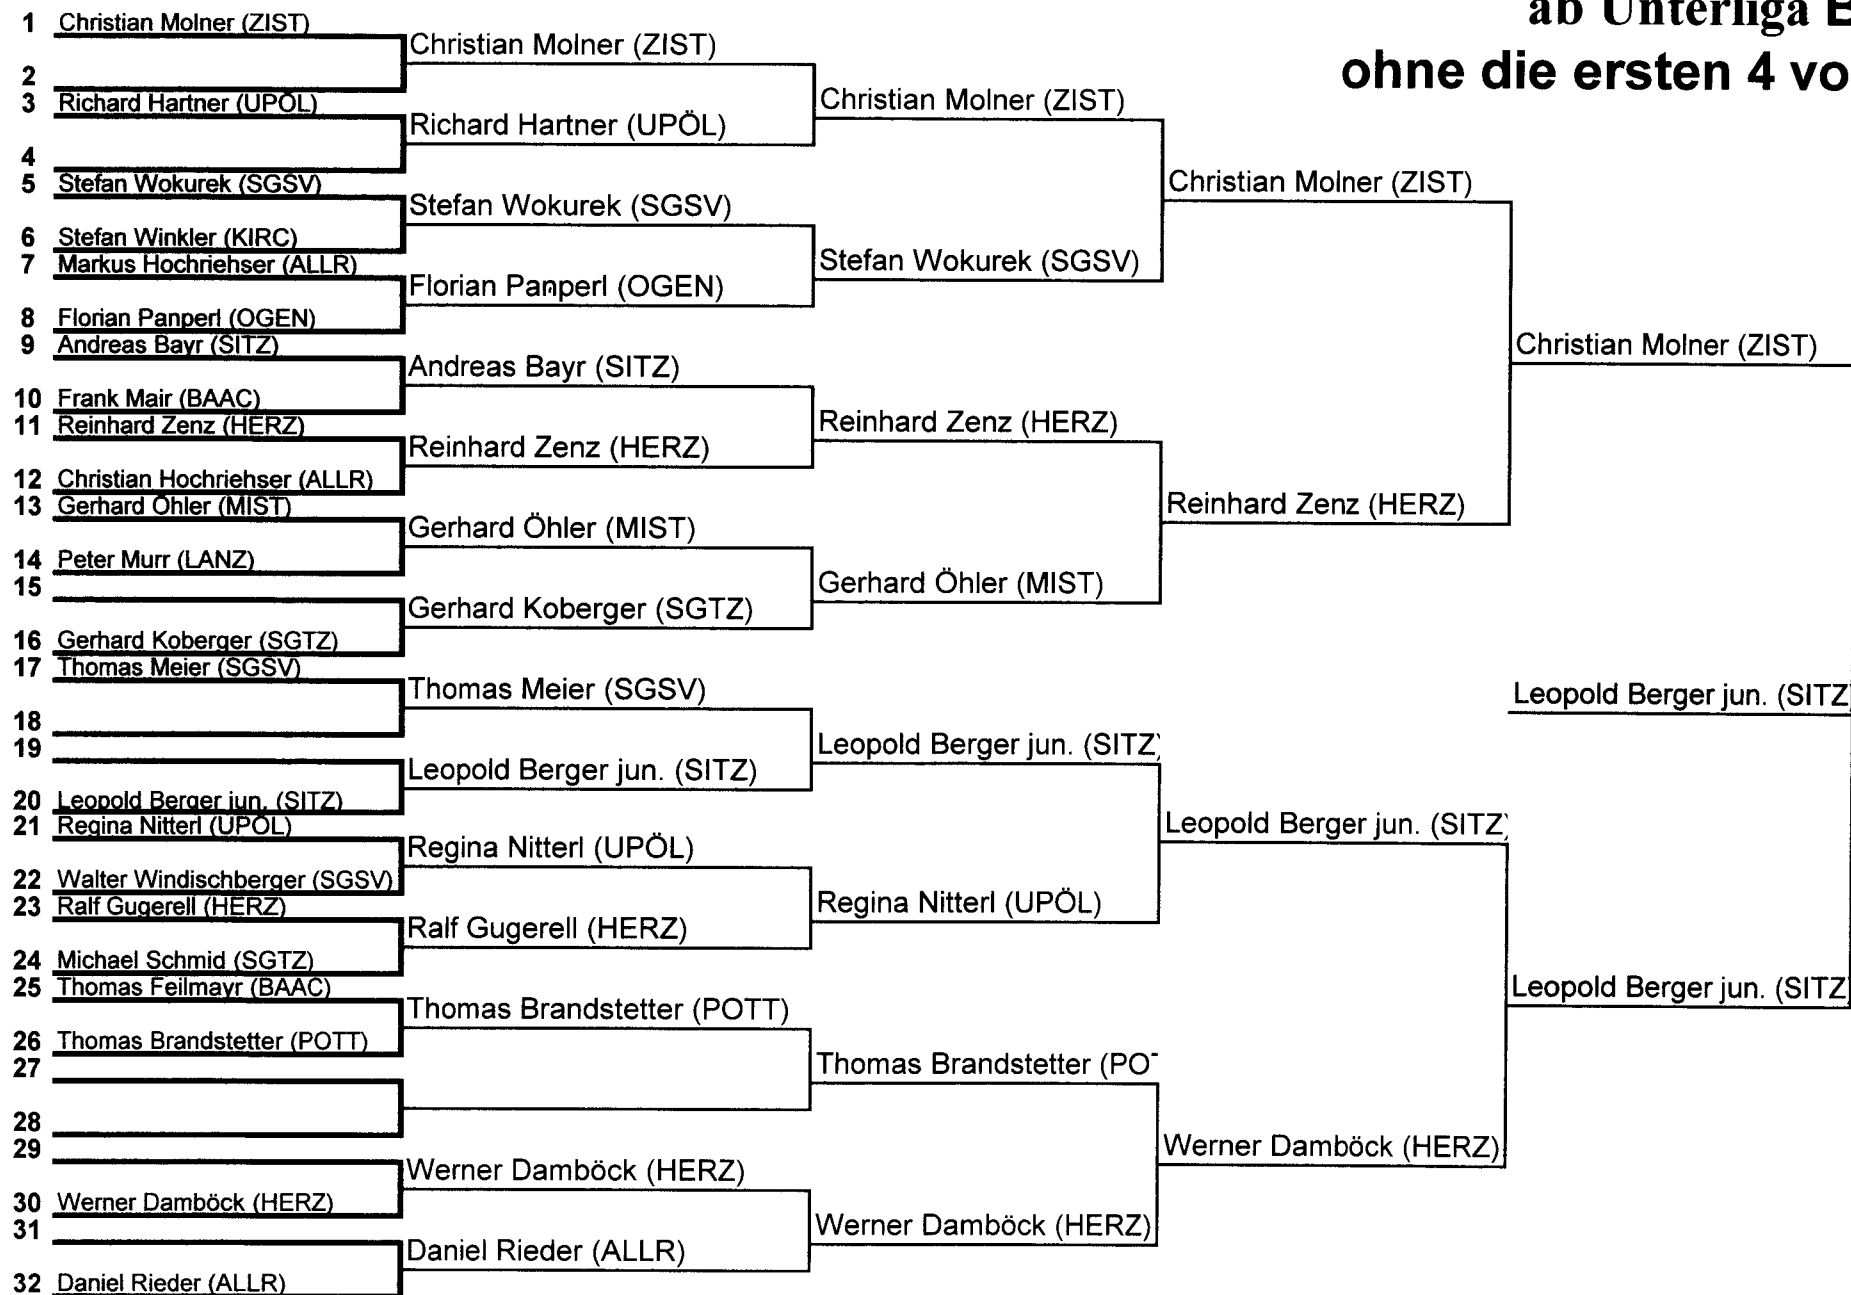 ab Unterliga B
ohne die ersten 4 vo
1 Christian Molner (ZIST)
2
3 Richard Hartner (UPÖL)
4
5 Stefan Wokurek (SGSV)
6 Stefan Winkler (KIRC)
7 Markus Hochriehser (ALLR)
8 Florian Panperl (OGEN)
9 Andreas Bayr (SITZ)
10 Frank Mair (BAAC)
11 Reinhard Zenz (HERZ)
12 Christian Hochriehser (ALLR)
13 Gerhard Öhler (MIST)
14 Peter Murr (LANZ)
15
16 Gerhard Koberger (SGTZ)
17 Thomas Meier (SGSV)
18
19
20 Leopold Berger jun. (SITZ)
21 Regina Nitterl (UPÖL)
22 Walter Windischberger (SGSV)
23 Ralf Gugerell (HERZ)
24 Michael Schmid (SGTZ)
25 Thomas Feilmayr (BAAC)
26 Thomas Brandstetter (POTT)
27
28
29
30 Werner Damböck (HERZ)
31
32 Daniel Rieder (ALLR)
Christian Molner (ZIST)
Richard Hartner (UPÖL)
Stefan Wokurek (SGSV)
Florian Panperl (OGEN)
Andreas Bayr (SITZ)
Reinhard Zenz (HERZ)
Gerhard Öhler (MIST)
Gerhard Koberger (SGTZ)
Thomas Meier (SGSV)
Leopold Berger jun. (SITZ)
Regina Nitterl (UPÖL)
Ralf Gugerell (HERZ)
Thomas Brandstetter (POTT)
Werner Damböck (HERZ)
Daniel Rieder (ALLR)
Christian Molner (ZIST)
Stefan Wokurek (SGSV)
Reinhard Zenz (HERZ)
Gerhard Öhler (MIST)
Leopold Berger jun. (SITZ)
Regina Nitterl (UPÖL)
Thomas Brandstetter (PO
Werner Damböck (HERZ)
Christian Molner (ZIST)
Reinhard Zenz (HERZ)
Leopold Berger jun. (SITZ)
Werner Damböck (HERZ)
Christian Molner (ZIST)
Leopold Berger jun. (SITZ)
Leopold Berger jun. (SITZ